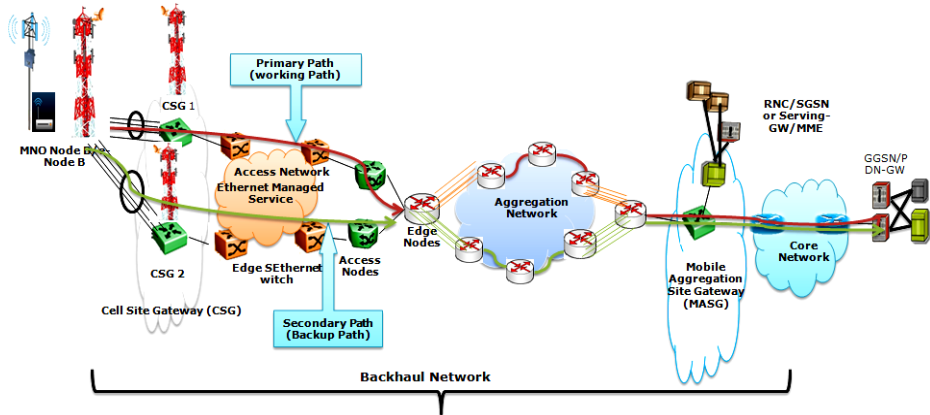 Primary Path
(working Path)
CSG 1
RNC/SGSN
or Serving-
GW/MME
MNO Node B/e-
Node B
Access Network
Ethernet Managed
Service
GGSN/P
DN-GW
Aggregation
Network
Edge
Nodes
Core
Network
CSG 2
Edge SEthernet
witch
Access
Nodes
Mobile
Aggregation
Site Gateway
(MASG)
Cell Site Gateway (CSG)
Secondary Path
(Backup Path)
Backhaul Network